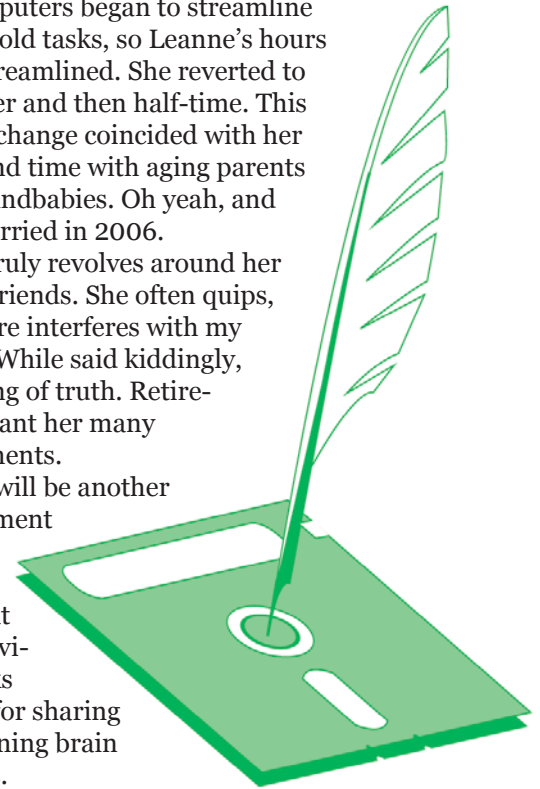 puters began to streamline
old tasks, so Leanne’s hours
reamlined. She reverted to
er and then half-time. This
change coincided with her
nd time with aging parents
ndbabies. Oh yeah, and
rried in 2006.
ruly revolves around her
riends. She often quips,
re interferes with my
While said kiddingly,
ng of truth. Retire-
ant her many
nents.
will be another
ment
t
vi-
s
for sharing
ning brain
.